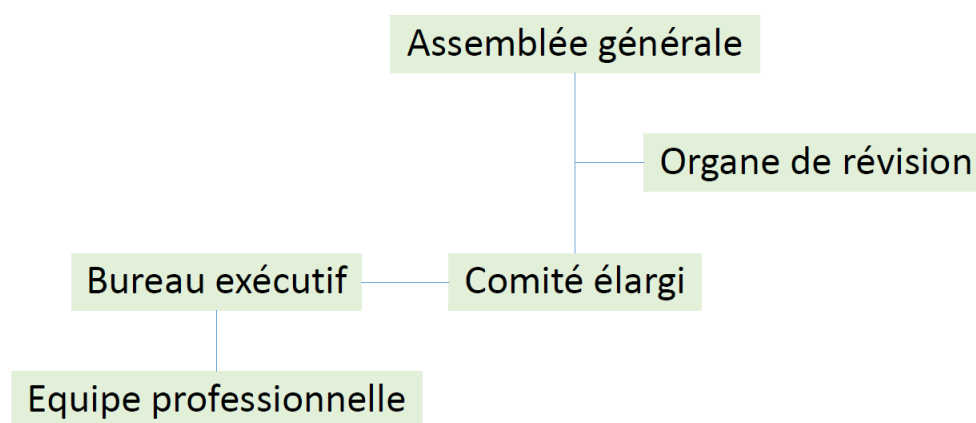 Assemblée générale
Organe de révision
Bureau exécutif
Comité élargi
Equipe professionnelle